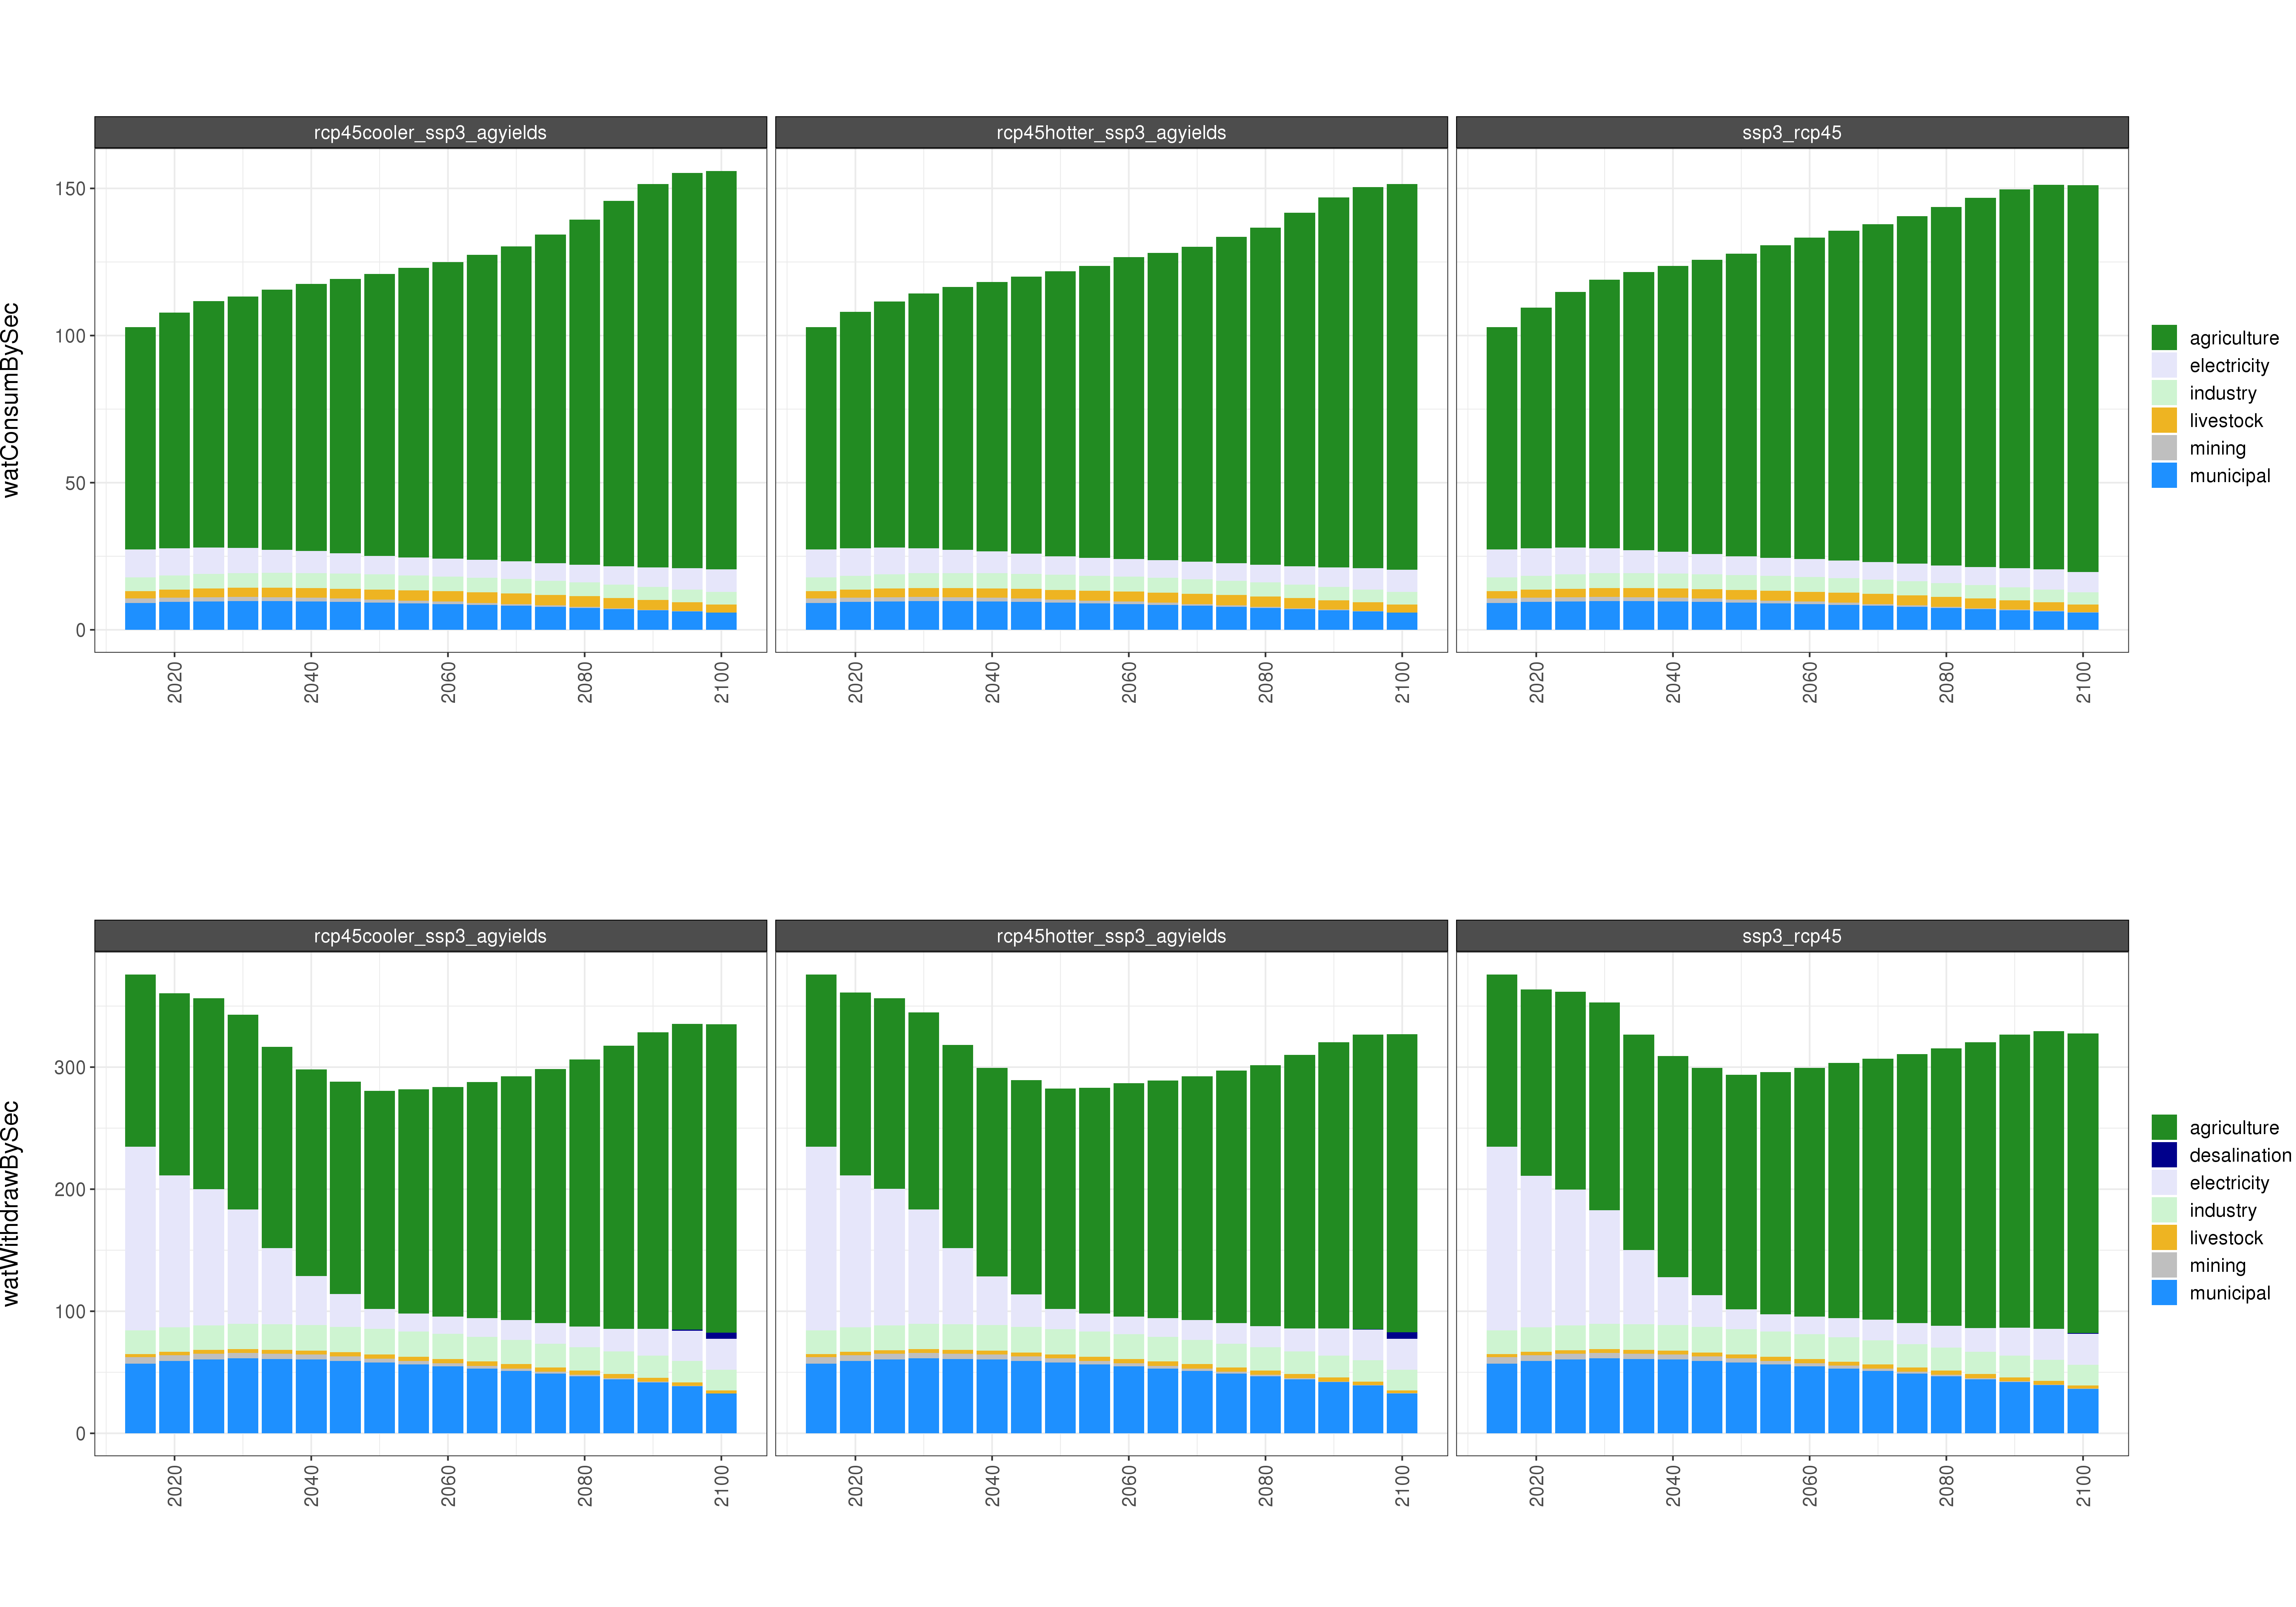 rcp45cooler_ssp3_agyields rcp45hotter_ssp3_agyields ssp3_rcp45
watConsumBySec
150
100
50
0
2020 2040 2060 2080 2100 2020 2040 2060 2080 2100 2020 2040 2060 2080 2100
agriculture
electricity
industry
livestock
mining
municipal
rcp45cooler_ssp3_agyields rcp45hotter_ssp3_agyields ssp3_rcp45
watWithdrawBySec
300
200
100
0
2020 2040 2060 2080 2100 2020 2040 2060 2080 2100 2020 2040 2060 2080 2100
agriculture
desalination
electricity
industry
livestock
mining
municipal